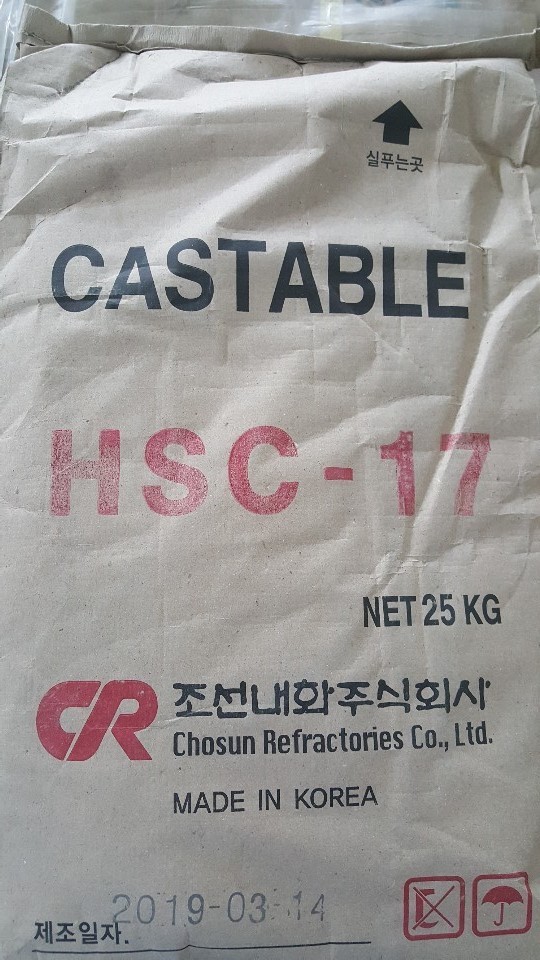 실푸는곳
CASTABLE
HSC-17
NET 25 KG
CR 조선내화주식회사
Chosun Refractories Co., Ltd.
MADE IN KOREA
2019-03-14
제조일자.